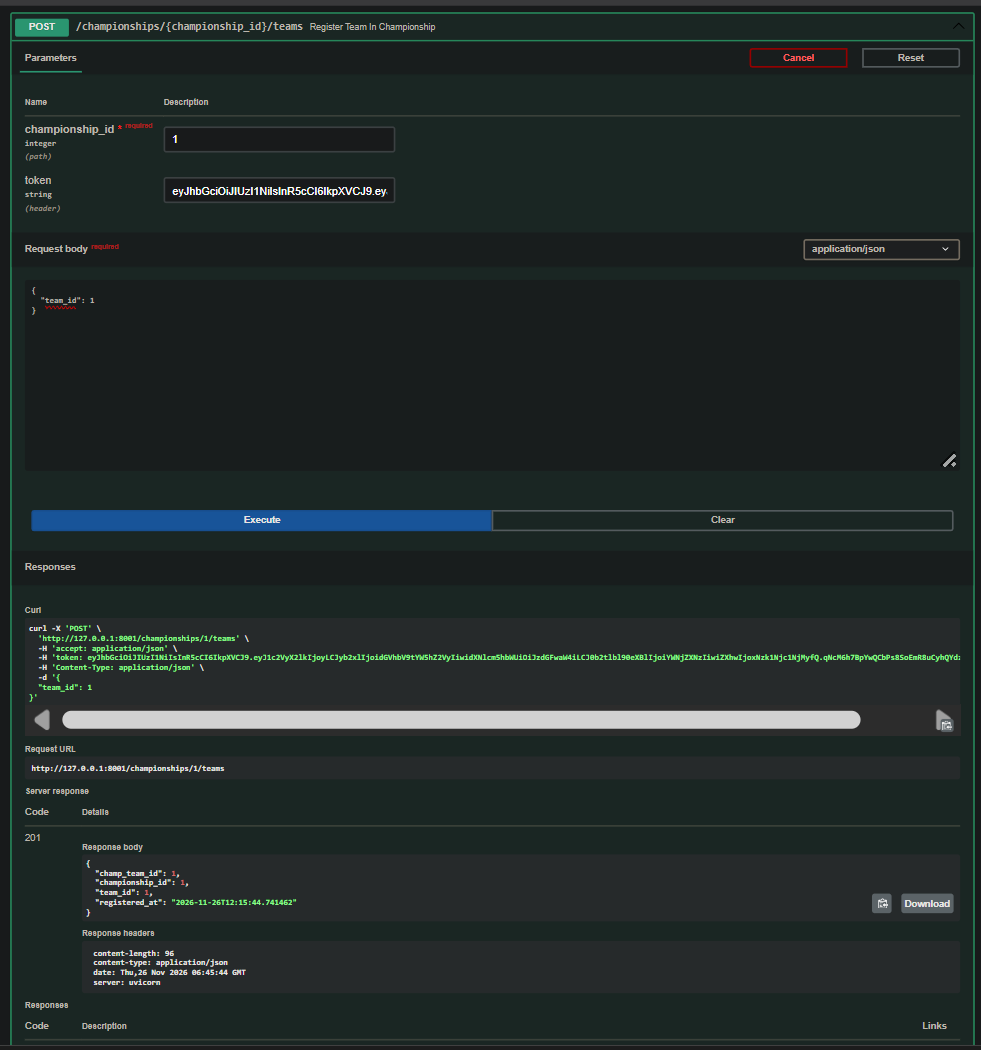 POST /championships/{championship_id}/teams Register Team In Championship
Parameters Cancel Reset
Name Description
championship_id * required 1
integer
(path)
token
string
(header)
Request body required application/json
{
"team_id": 1
}
Execute Clear
Responses
Curl
curl -X 'POST' \
'http://127.0.0.1:8001/championships/1/teams' \
-H 'accept: application/json' \
-H 'token:
-H 'Content-Type: application/json' \
-d '{
"team_id": 1
}'
Request URL
http://127.0.0.1:8001/championships/1/teams
Server response
Code Details
201
Response body
{
"champ_team_id": 1,
"championship_id": 1,
"team_id": 1,
"registered_at": "2026-11-26T12:15:44.741462"
}
Download
Response headers
content-length: 96
content-type: application/json
date: Thu,26 Nov 2026 06:45:44 GMT
server: uvicorn
Responses
Code Description Links